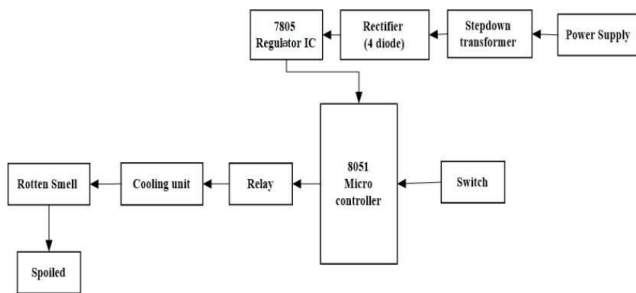 7805
Regulator IC
Rectifier
(4 diode)
Stepdown
transformer
Power Supply
8051
Micro
controller
Rotten Smell
Cooling unit
Relay
Switch
Spoiled